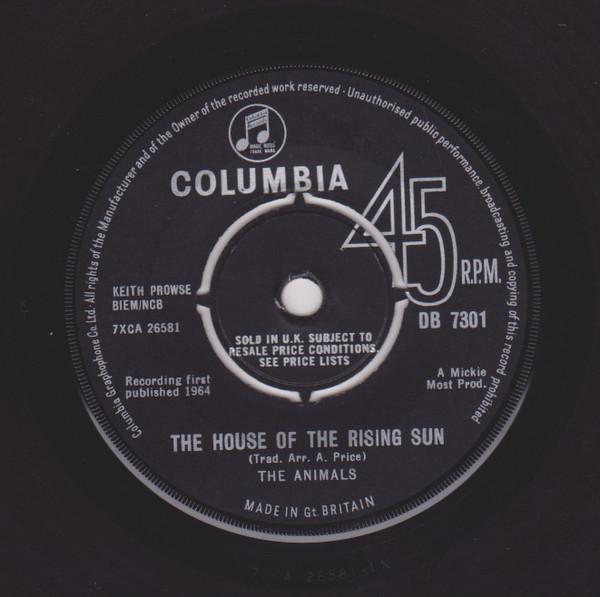 Columbia Graphophone Co. Ltd.· All rights of the Manufacturer and of the Owner of the recorded work reserved · Unauthorised public performance, broadcasting and copying of this record prohibited
MAGIC NOTES
TRADE MARK
COLUMBIA
45
R.P.M.
KEITH PROWSE
BIEM/NCB
7XCA 26581
DB 7301
SOLD IN U.K. SUBJECT TO
RESALE PRICE CONDITIONS.
SEE PRICE LISTS
Recording first
published 1964
A Mickie
Most Prod.
THE HOUSE OF THE RISING SUN
(Trad. Arr. A. Price)
THE ANIMALS
MADE IN Gt. BRITAIN
7XCA 26581-1N